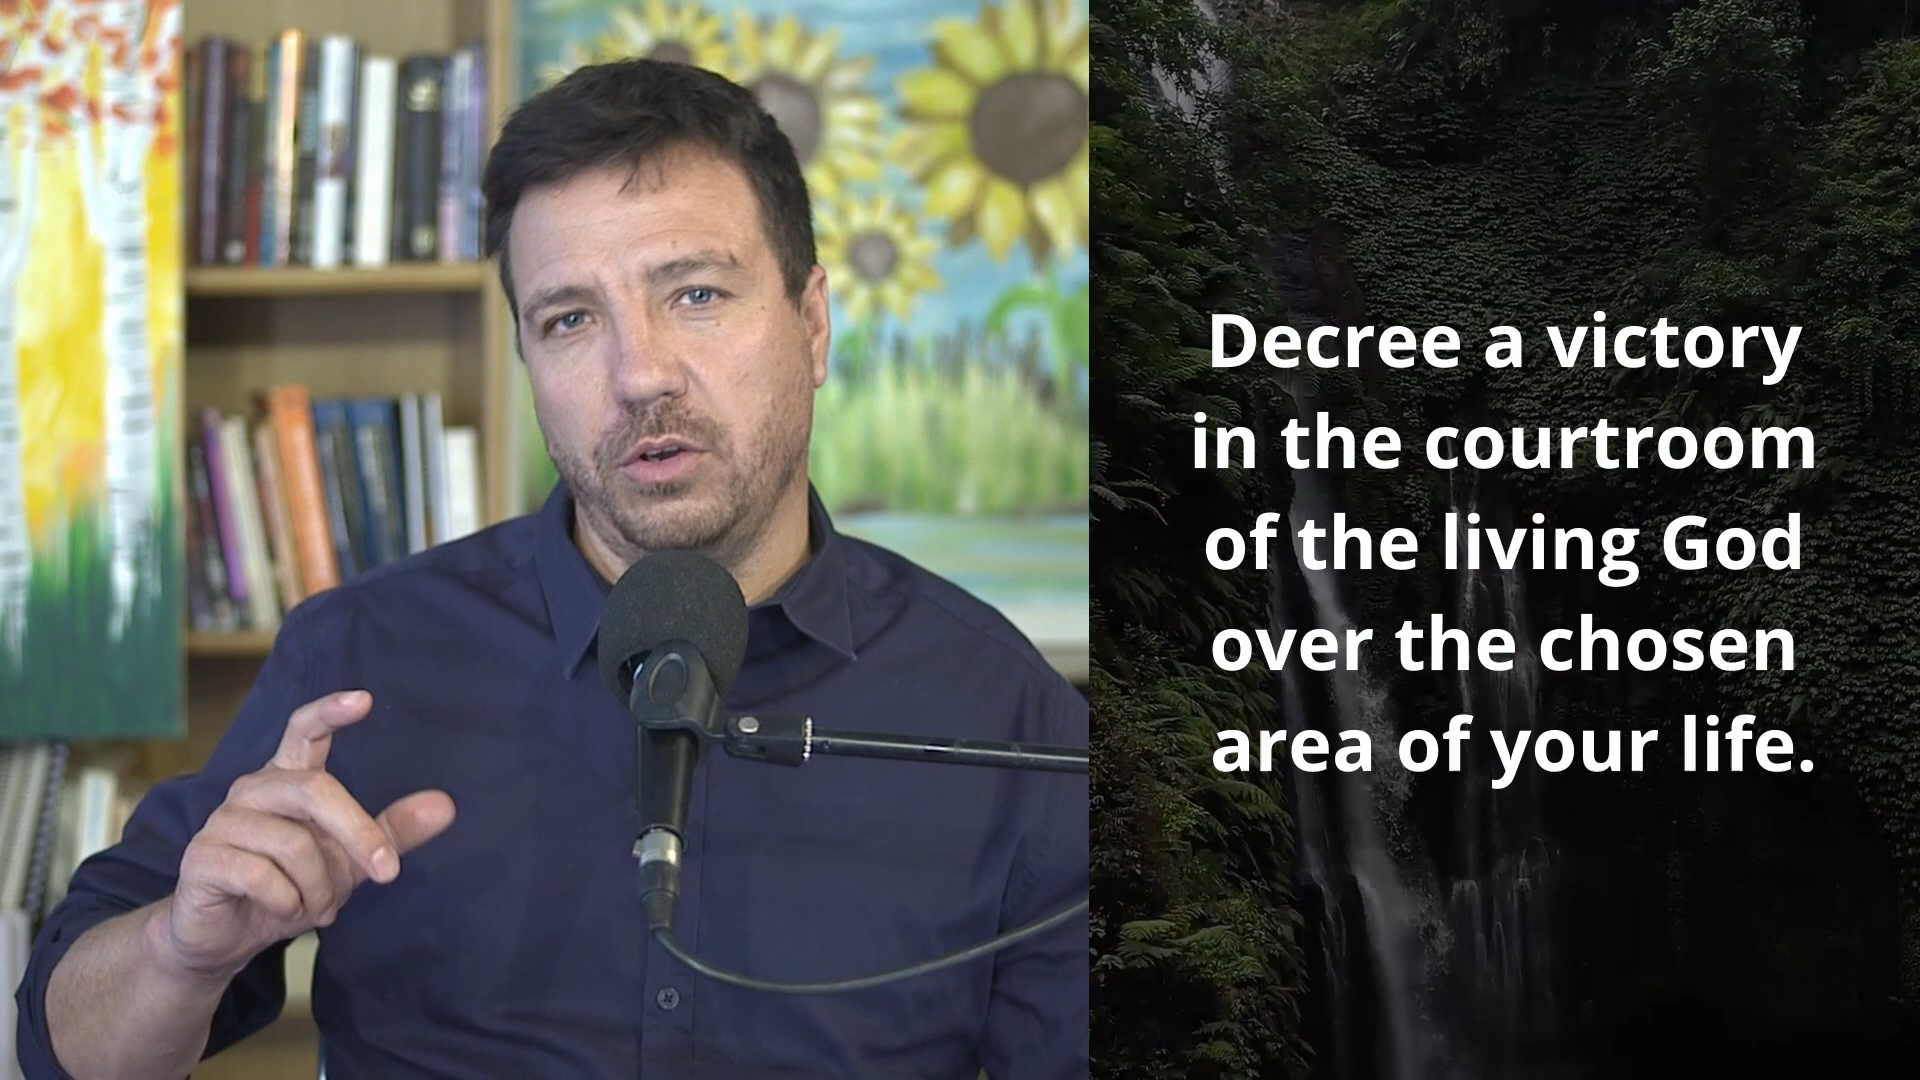 Decree a victory
in the courtroom
of the living God
over the chosen
area of your life.